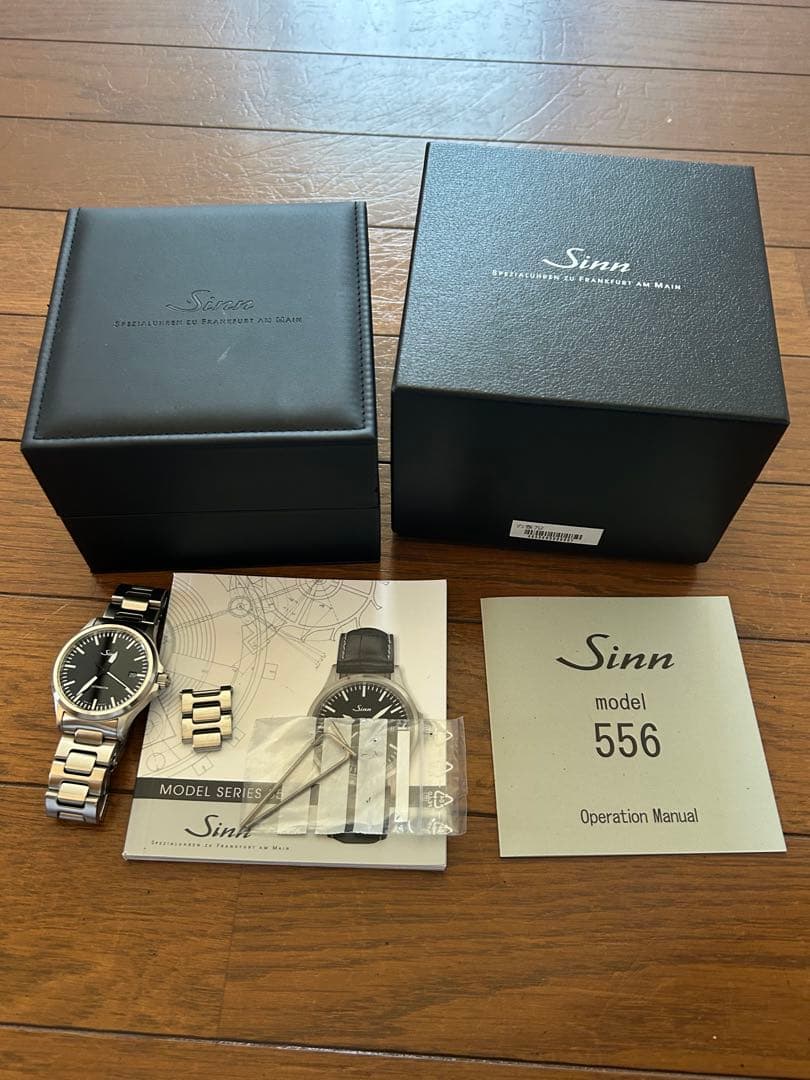 Sinn
SPEZIALUHREN ZU FRANKFURT AM MAIN
Sinn
SPEZIALUHREN ZU FRANKFURT AM MAIN
Sinn
Sinn
MODEL SERIES
Sinn
SPEZIALUHREN ZU FRANKFURT AM MAIN
Sinn
model
556
Operation Manual